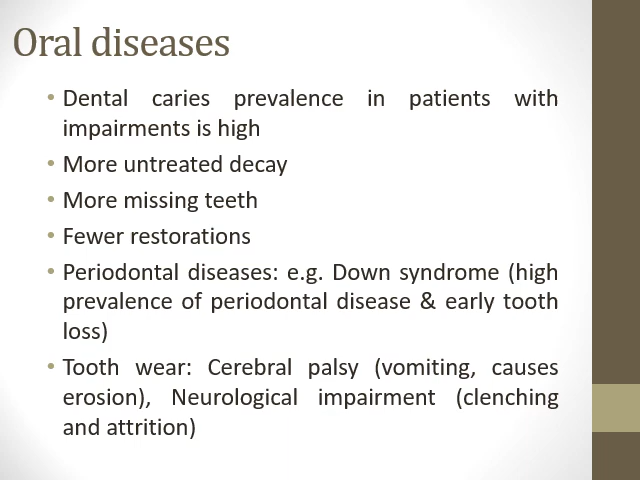 Oral diseases
• Dental caries prevalence in patients with
impairments is high
• More untreated decay
• More missing teeth
• Fewer restorations
• Periodontal diseases: e.g. Down syndrome (high
prevalence of periodontal disease & early tooth
loss)
• Tooth wear: Cerebral palsy (vomiting, causes
erosion), Neurological impairment (clenching
and attrition)